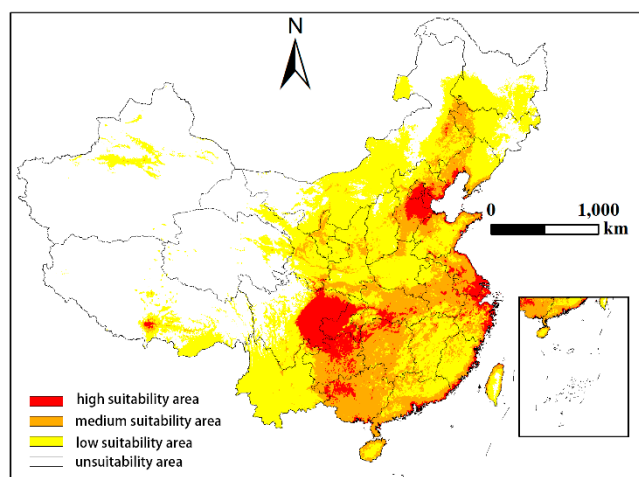 N
0 1,000
km
high suitability area
medium suitability area
low suitability area
unsuitability area